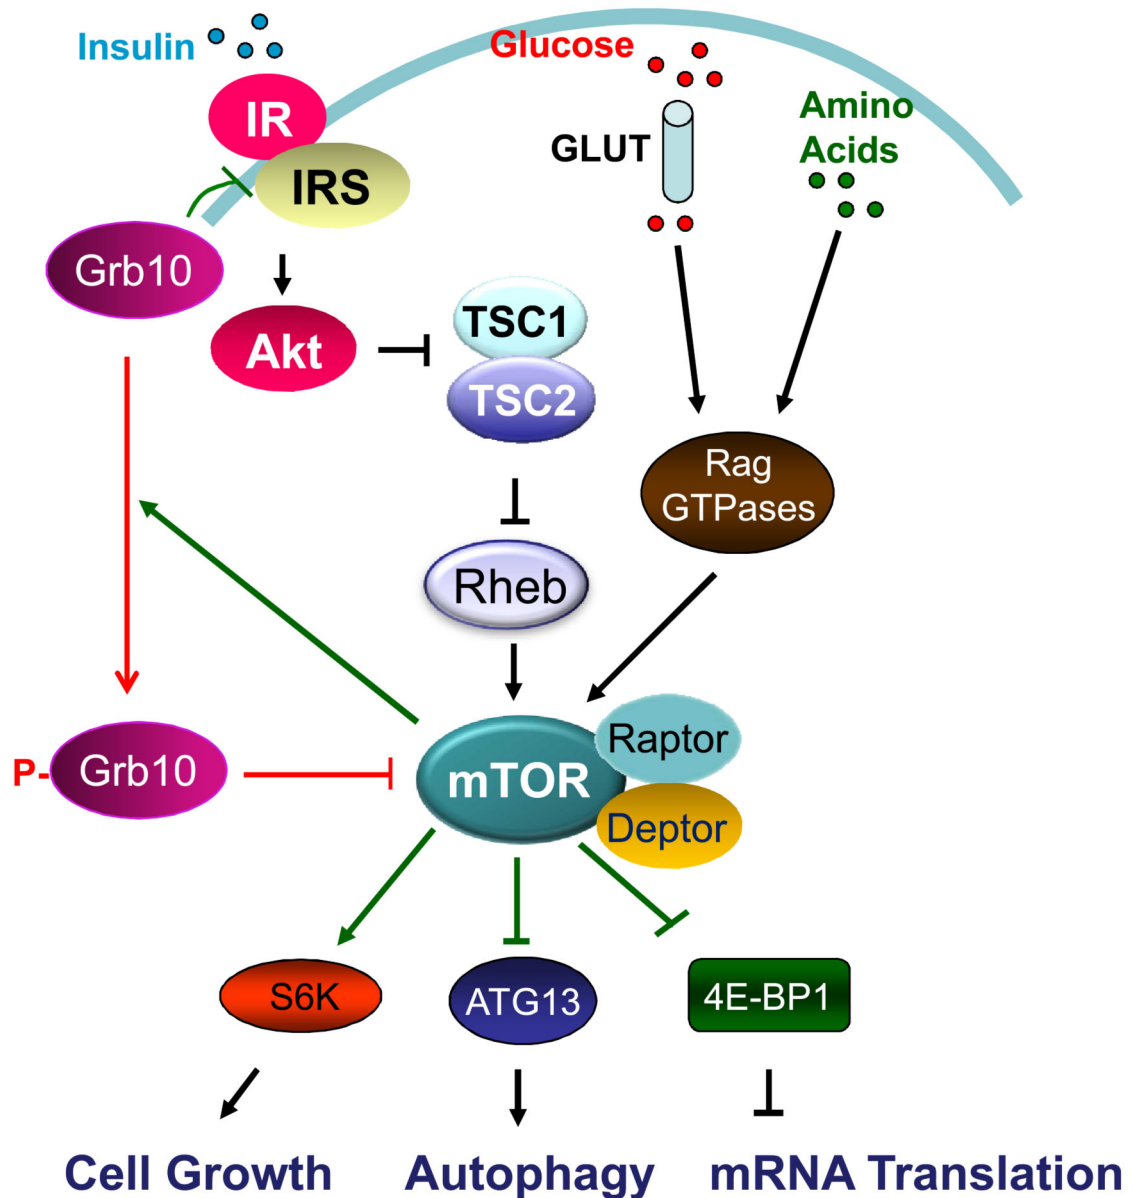 Insulin
Glucose
IR
Amino
Acids
GLUT
IRS
Grb10
TSC1
Akt
TSC2
Rag
GTPases
Rheb
Raptor
P-
Grb10
mTOR
Deptor
S6K
ATG13
4E-BP1
Cell Growth
Autophagy
mRNA Translation